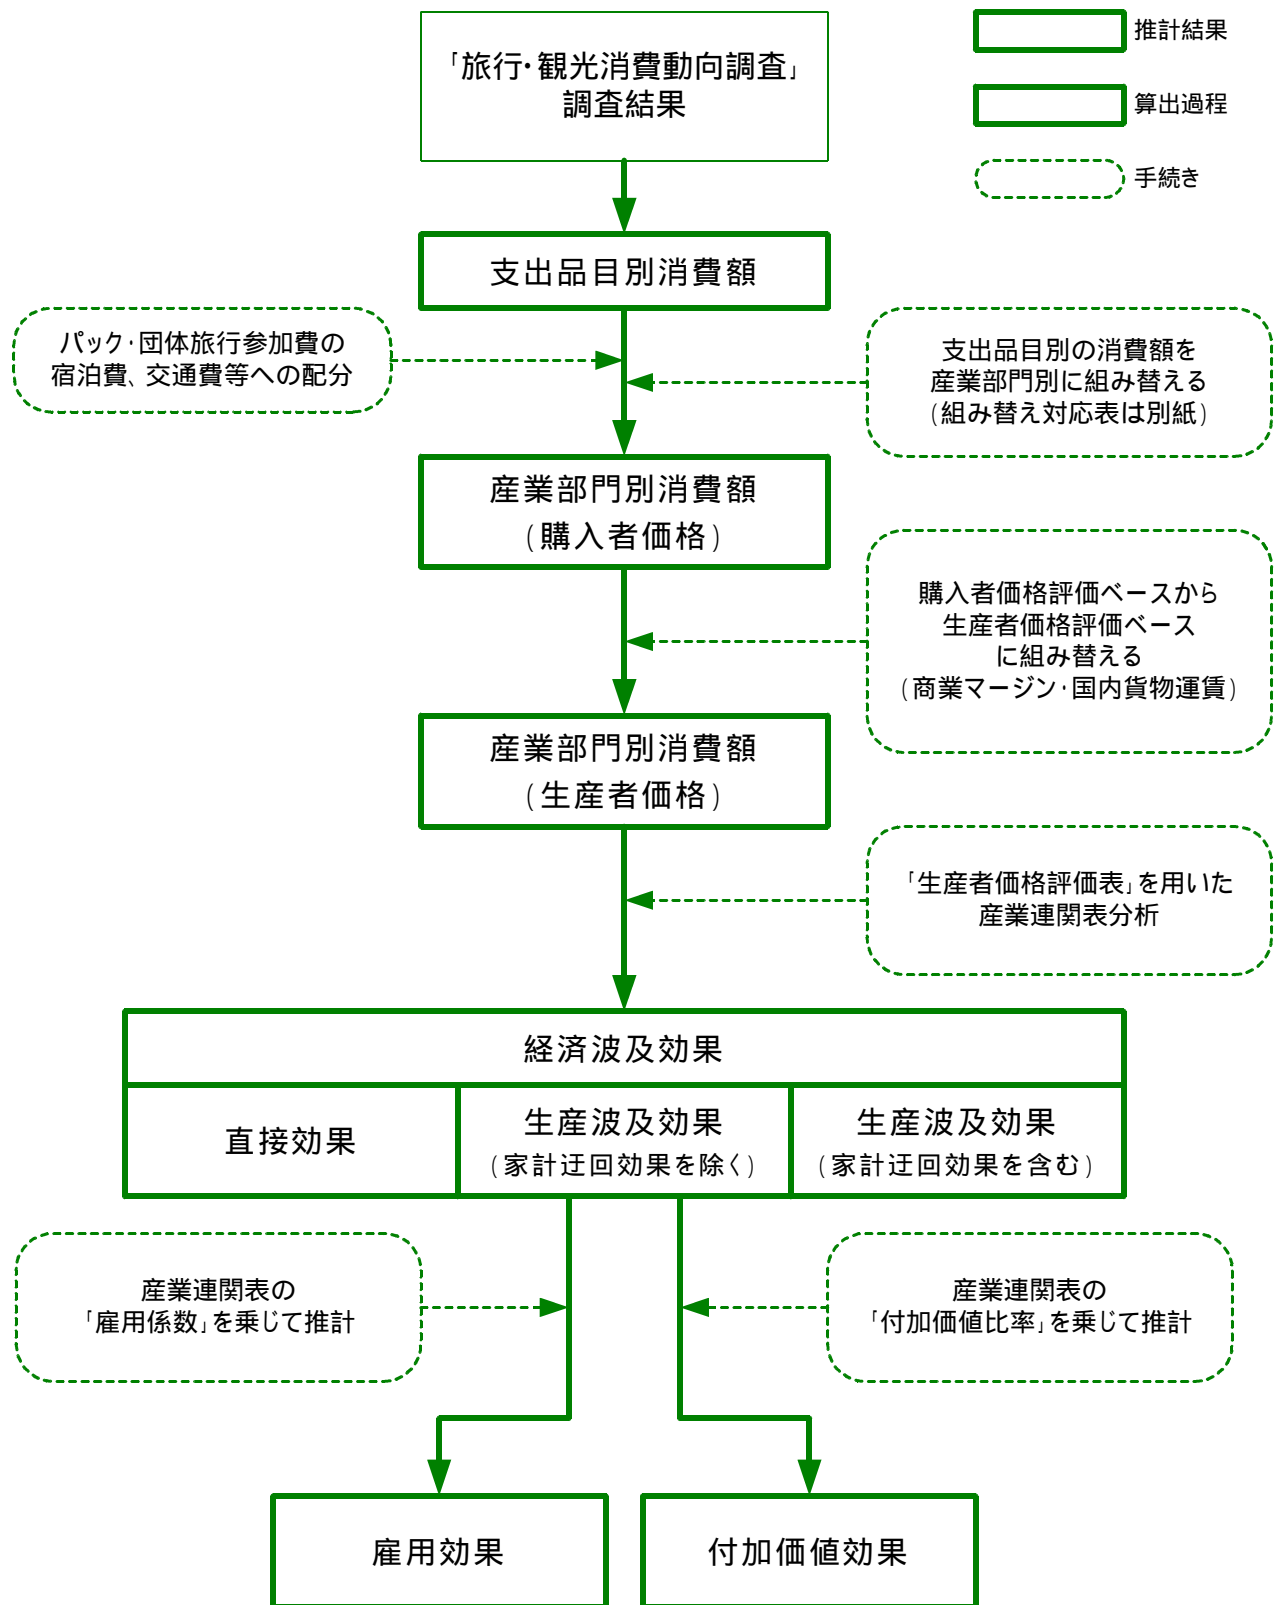 「旅行・観光消費動向調査」
調査結果
推計結果
算出過程
手続き
支出品目別消費額
パック・団体旅行参加費の
宿泊費、交通費等への配分
支出品目別の消費額を
産業部門別に組み替える
(組み替え対応表は別紙)
産業部門別消費額
(購入者価格)
購入者価格評価ベースから
生産者価格評価ベース
に組み替える
(商業マージン・国内貨物運賃)
産業部門別消費額
(生産者価格)
「生産者価格評価表」を用いた
産業連関表分析
経済波及効果
直接効果
生産波及効果
(家計迂回効果を除く)
生産波及効果
(家計迂回効果を含む)
産業連関表の
「雇用係数」を乗じて推計
産業連関表の
「付加価値比率」を乗じて推計
雇用効果
付加価値効果